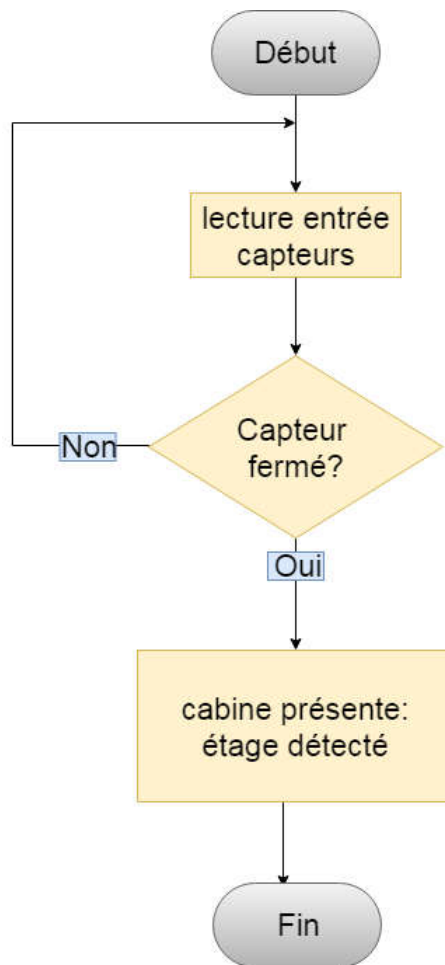 Début
lecture entrée
capteurs
Capteur
fermé?
Non
Oui
cabine présente:
étage détecté
Fin